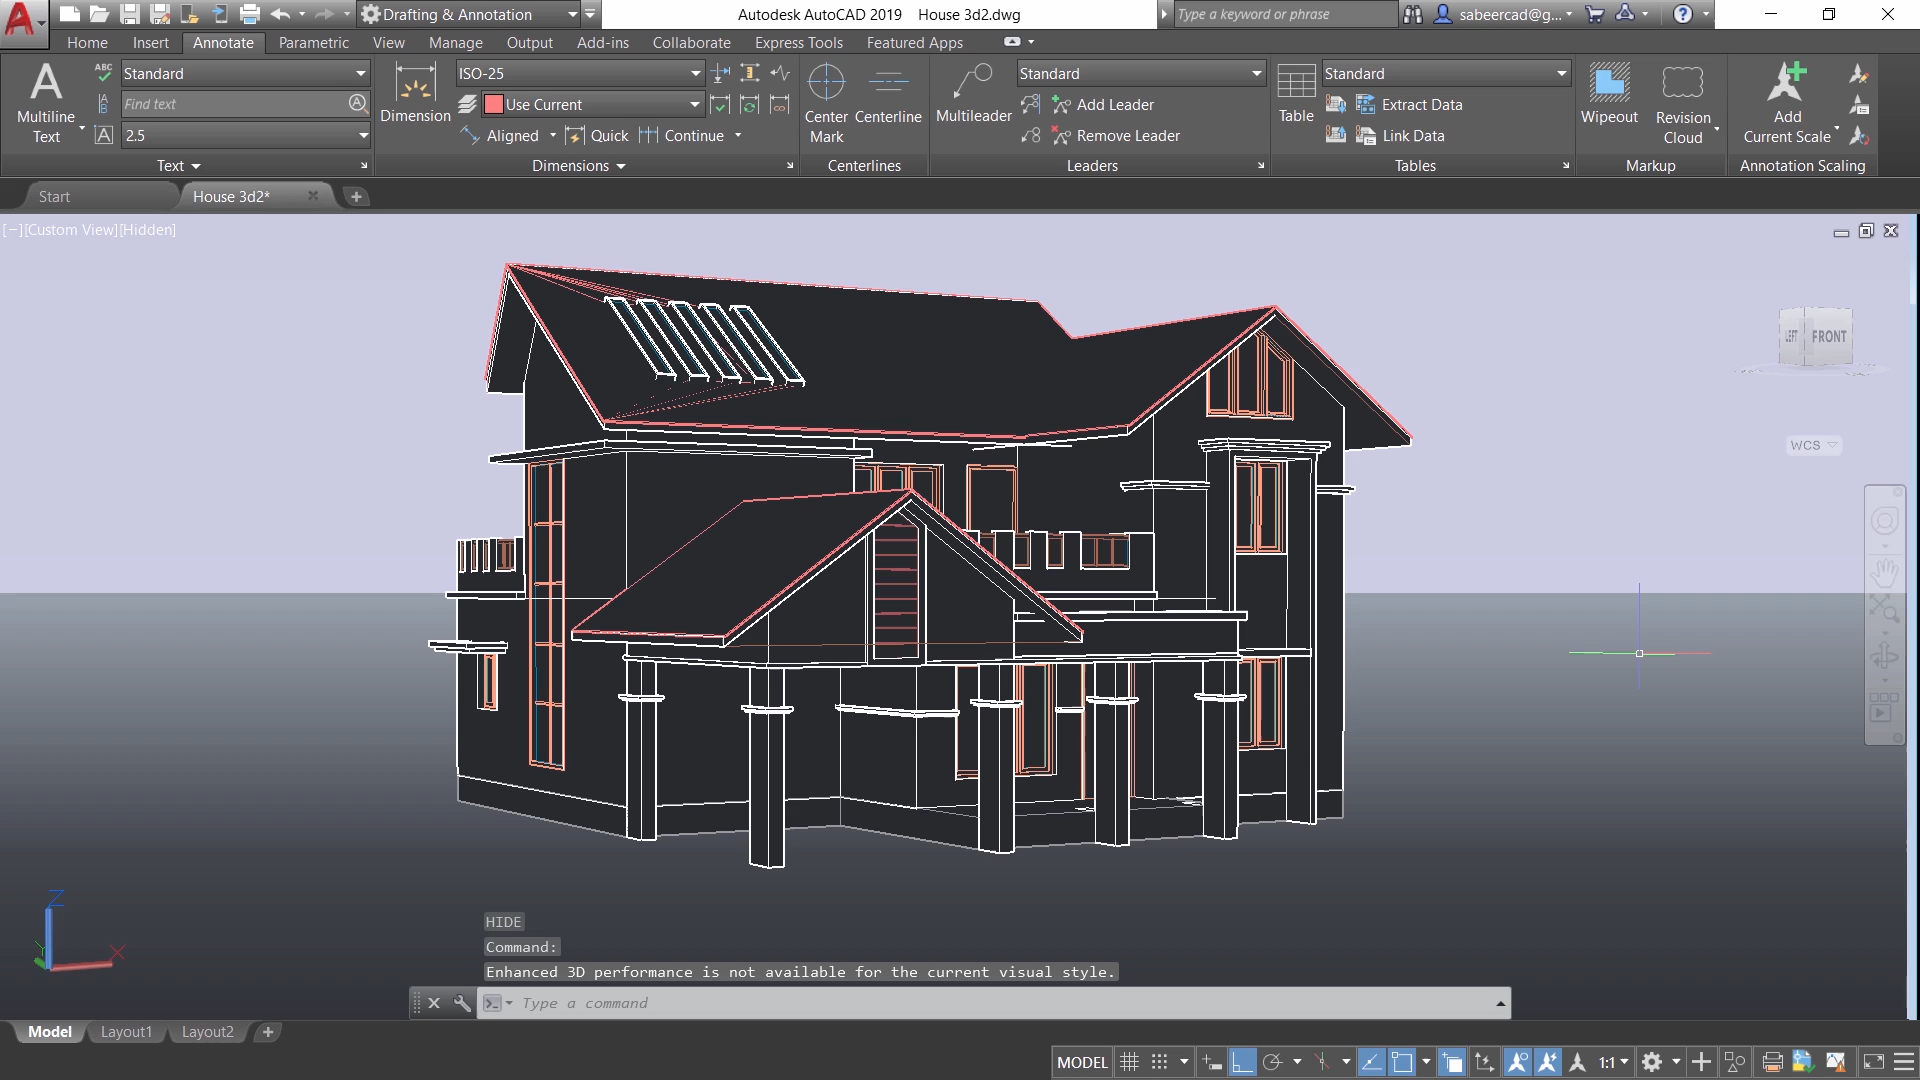 Drafting & Annotation
Autodesk AutoCAD 2019 House 3d2.dwg
Type a keyword or phrase
sabeercad@g...
Home Insert Annotate Parametric View Manage Output Add-ins Collaborate Express Tools Featured Apps
Multiline Text
ABC
Standard
Find text
2.5
Text
Dimension
ISO-25
Use Current
Aligned Quick Continue
Dimensions
Center Mark
Centerline
Centerlines
Multileader
Standard
Add Leader
Remove Leader
Leaders
Table
Standard
Extract Data
Link Data
Tables
Wipeout
Revision Cloud
Markup
Add Current Scale
Annotation Scaling
Start
House 3d2*
[−][Custom View][Hidden]
LEFT FRONT
WCS
Z
Y
X
HIDE
Command:
Enhanced 3D performance is not available for the current visual style.
Type a command
Model Layout1 Layout2
MODEL
1:1